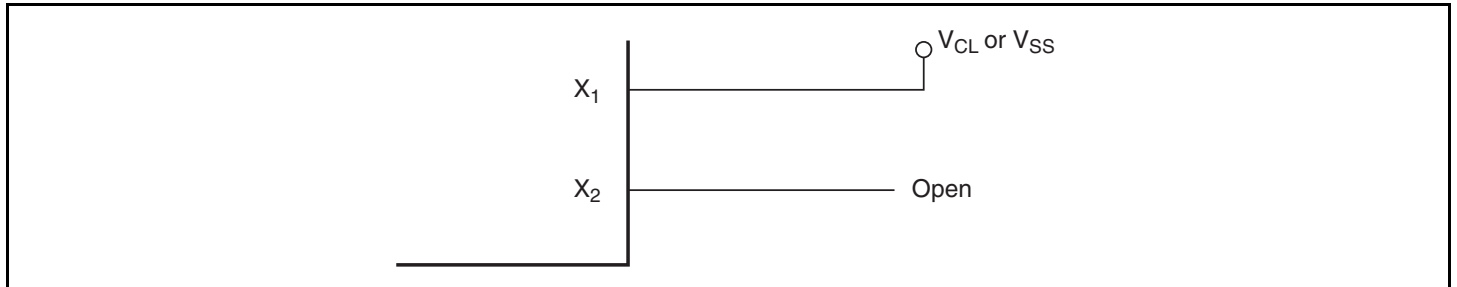 V_CL or V_SS
X_1
X_2 Open